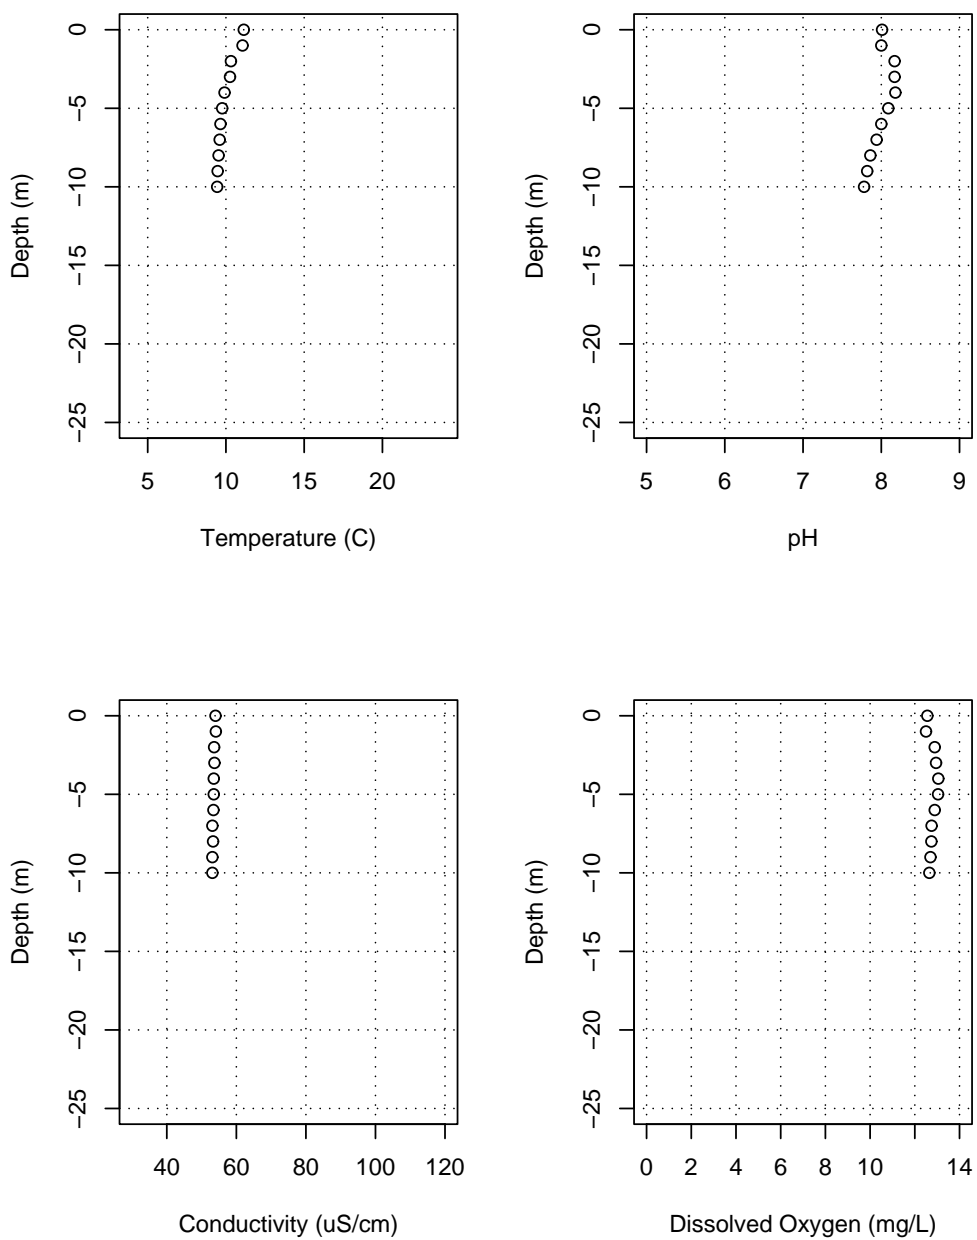 0
−5
−10
−15
−20
−25
Depth (m)
5 10 15 20
Temperature (C)
0
−5
−10
−15
−20
−25
Depth (m)
5 6 7 8 9
pH
0
−5
−10
−15
−20
−25
Depth (m)
40 60 80 100 120
Conductivity (uS/cm)
0
−5
−10
−15
−20
−25
Depth (m)
0 2 4 6 8 10 14
Dissolved Oxygen (mg/L)